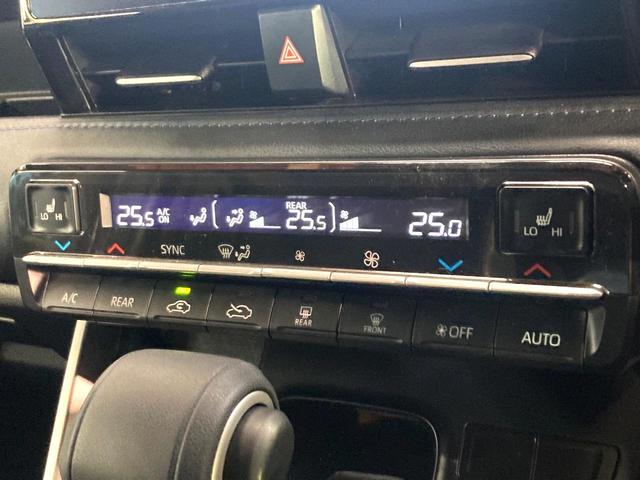 LO HI
25.5 A/C ON REAR 25.5 25.0
LO HI
SYNC
A/C REAR REAR FRONT OFF AUTO